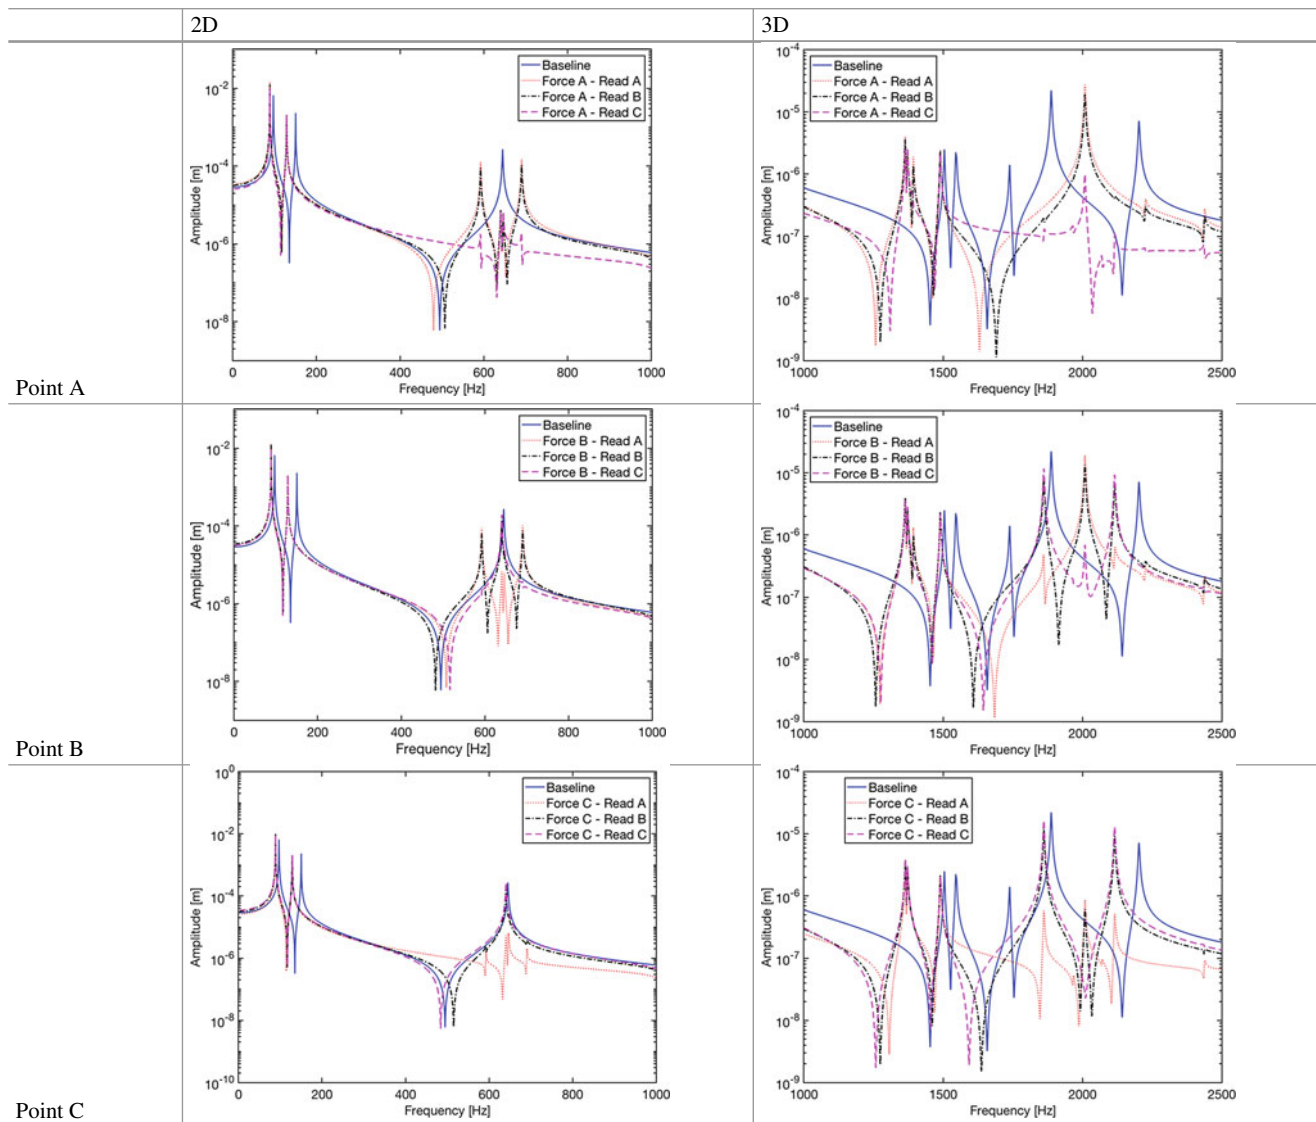 2D 3D
10^-2
10^-4
10^-6
10^-8
Amplitude [m]
Baseline
Force A - Read A
Force A - Read B
Force A - Read C
0 200 400 600 800 1000
Frequency [Hz]
10^-4
10^-5
10^-6
10^-7
10^-8
10^-9
Amplitude [m]
Baseline
Force A - Read A
Force A - Read B
Force A - Read C
1000 1500 2000 2500
Frequency [Hz]
Point A
10^-2
10^-4
10^-6
10^-8
Amplitude [m]
Baseline
Force B - Read A
Force B - Read B
Force B - Read C
0 200 400 600 800 1000
Frequency [Hz]
10^-4
10^-5
10^-6
10^-7
10^-8
10^-9
Amplitude [m]
Baseline
Force B - Read A
Force B - Read B
Force B - Read C
1000 1500 2000 2500
Frequency [Hz]
Point B
10^0
10^-2
10^-4
10^-6
10^-8
10^-10
Amplitude [m]
Baseline
Force C - Read A
Force C - Read B
Force C - Read C
0 200 400 600 800 1000
Frequency [Hz]
10^-4
10^-5
10^-6
10^-7
10^-8
10^-9
Amplitude [m]
Baseline
Force C - Read A
Force C - Read B
Force C - Read C
1000 1500 2000 2500
Frequency [Hz]
Point C